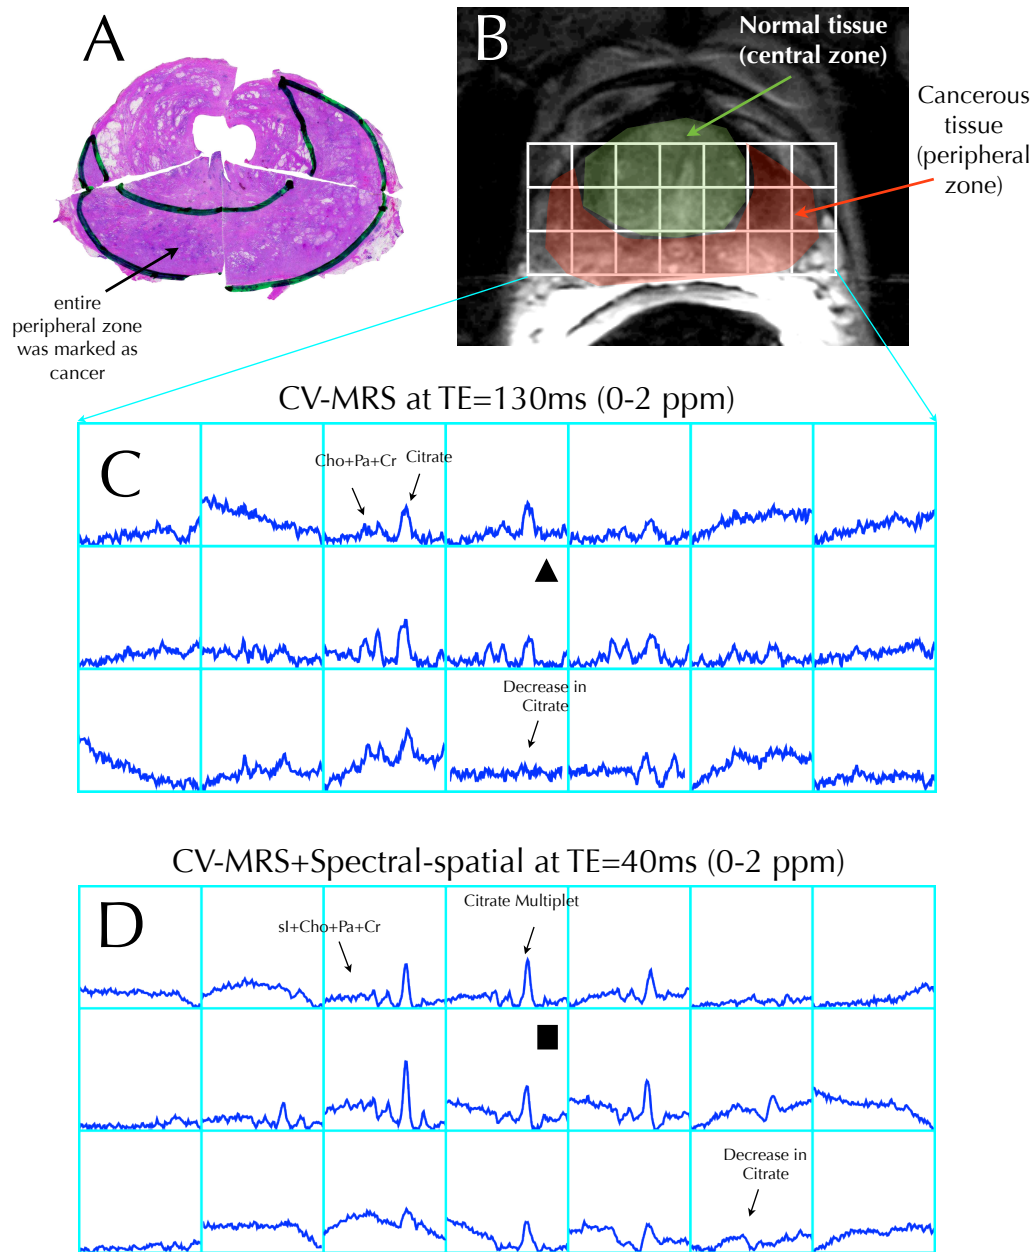 A
B
Normal tissue
(central zone)
Cancerous
tissue
(peripheral
zone)
entire
peripheral zone
was marked as
cancer
CV-MRS at TE=130ms (0-2 ppm)
C
Cho+Pa+Cr
Citrate
Decrease in
Citrate
CV-MRS+Spectral-spatial at TE=40ms (0-2 ppm)
D
sI+Cho+Pa+Cr
Citrate Multiplet
Decrease in
Citrate